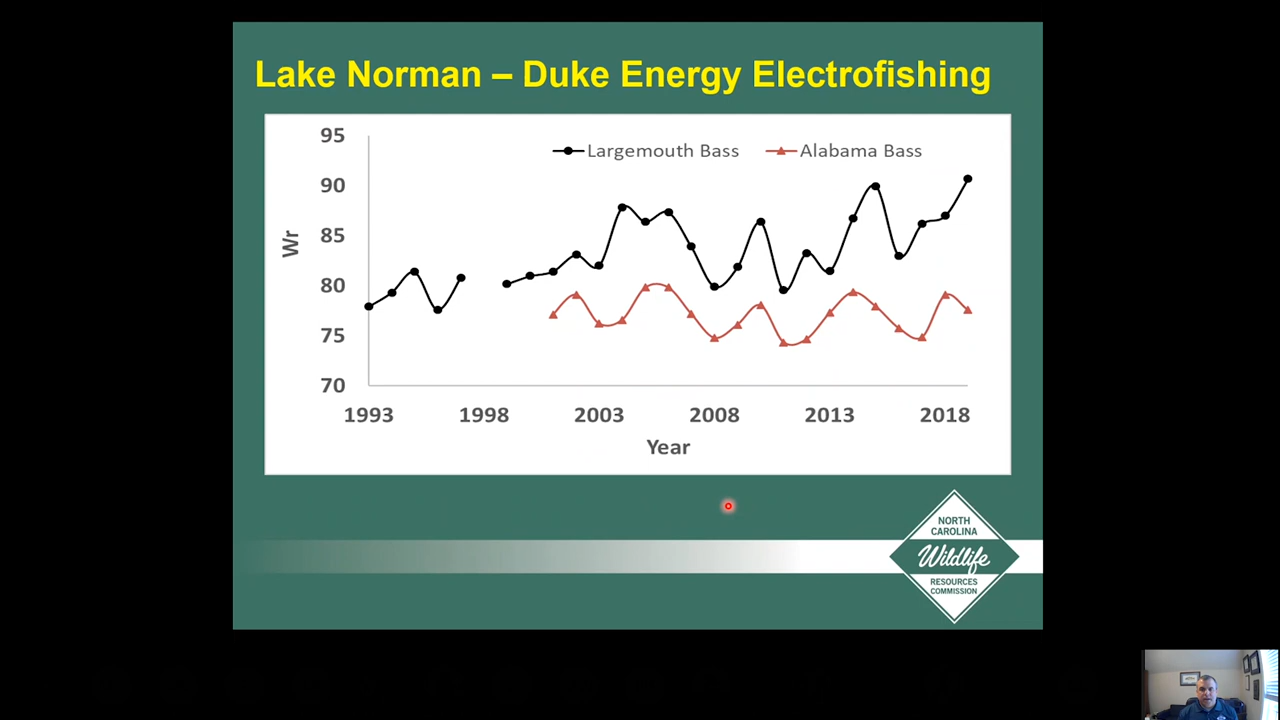 Lake Norman – Duke Energy Electrofishing
95
90
85
80
75
70
Wr
Largemouth Bass
Alabama Bass
1993
1998
2003
2008
2013
2018
Year
NORTH
CAROLINA
Wildlife
RESOURCES
COMMISSION